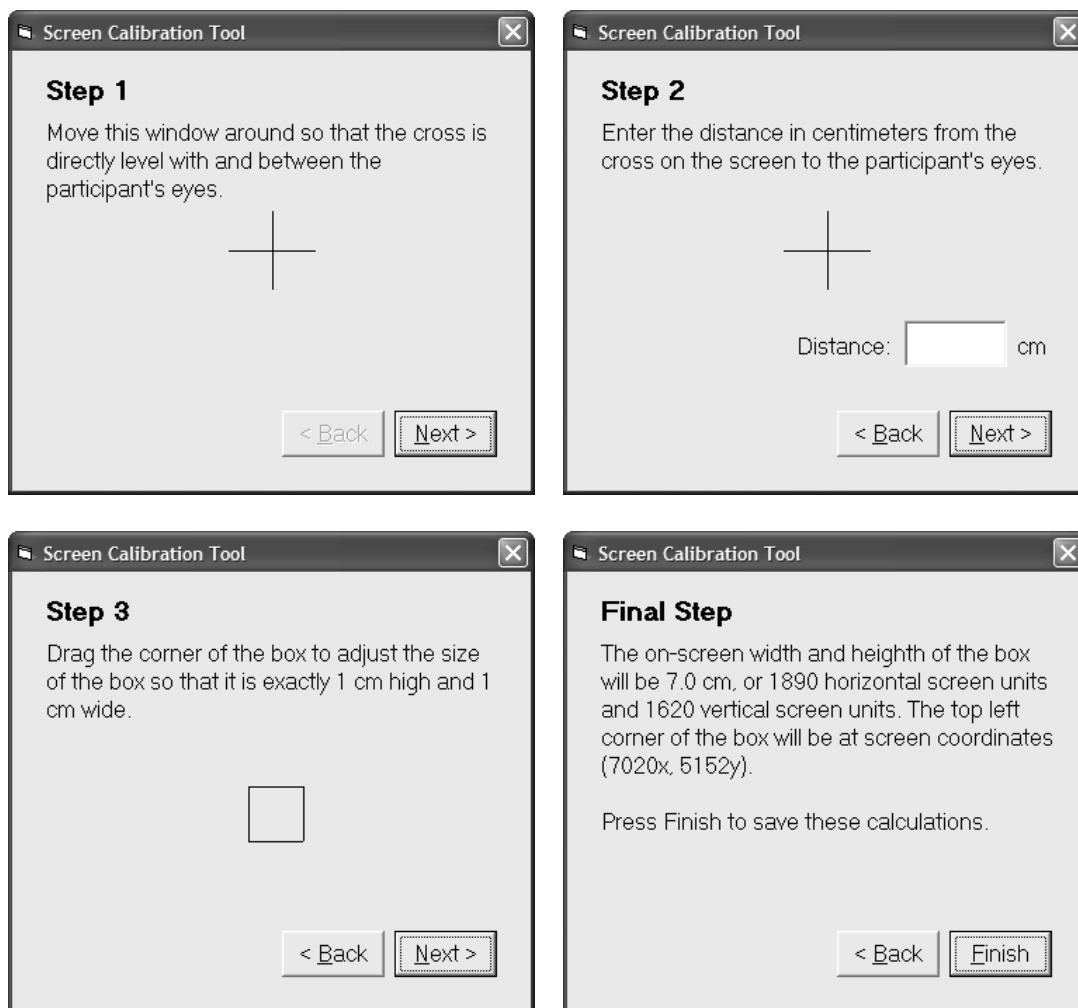 Screen Calibration Tool
Step 1
Move this window around so that the cross is
directly level with and between the
participant's eyes.
< Back
Next >
Screen Calibration Tool
Step 2
Enter the distance in centimeters from the
cross on the screen to the participant's eyes.
Distance:
cm
< Back
Next >
Screen Calibration Tool
Step 3
Drag the corner of the box to adjust the size
of the box so that it is exactly 1 cm high and 1
cm wide.
< Back
Next >
Screen Calibration Tool
Final Step
The on-screen width and heighth of the box
will be 7.0 cm, or 1890 horizontal screen units
and 1620 vertical screen units. The top left
corner of the box will be at screen coordinates
(7020x, 5152y).
Press Finish to save these calculations.
< Back
Finish